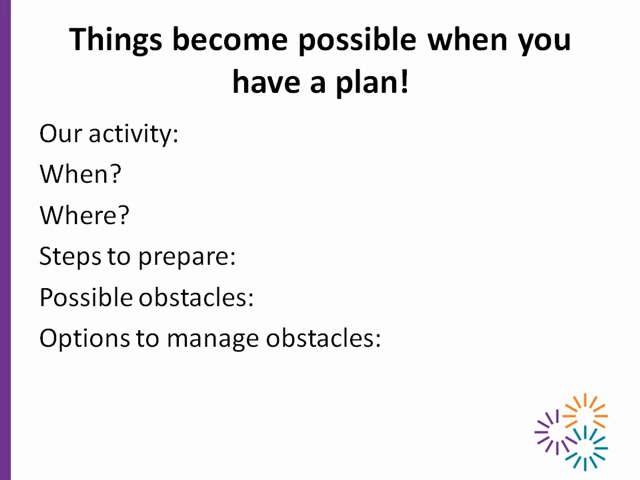 Things become possible when you
have a plan!
Our activity:
When?
Where?
Steps to prepare:
Possible obstacles:
Options to manage obstacles: